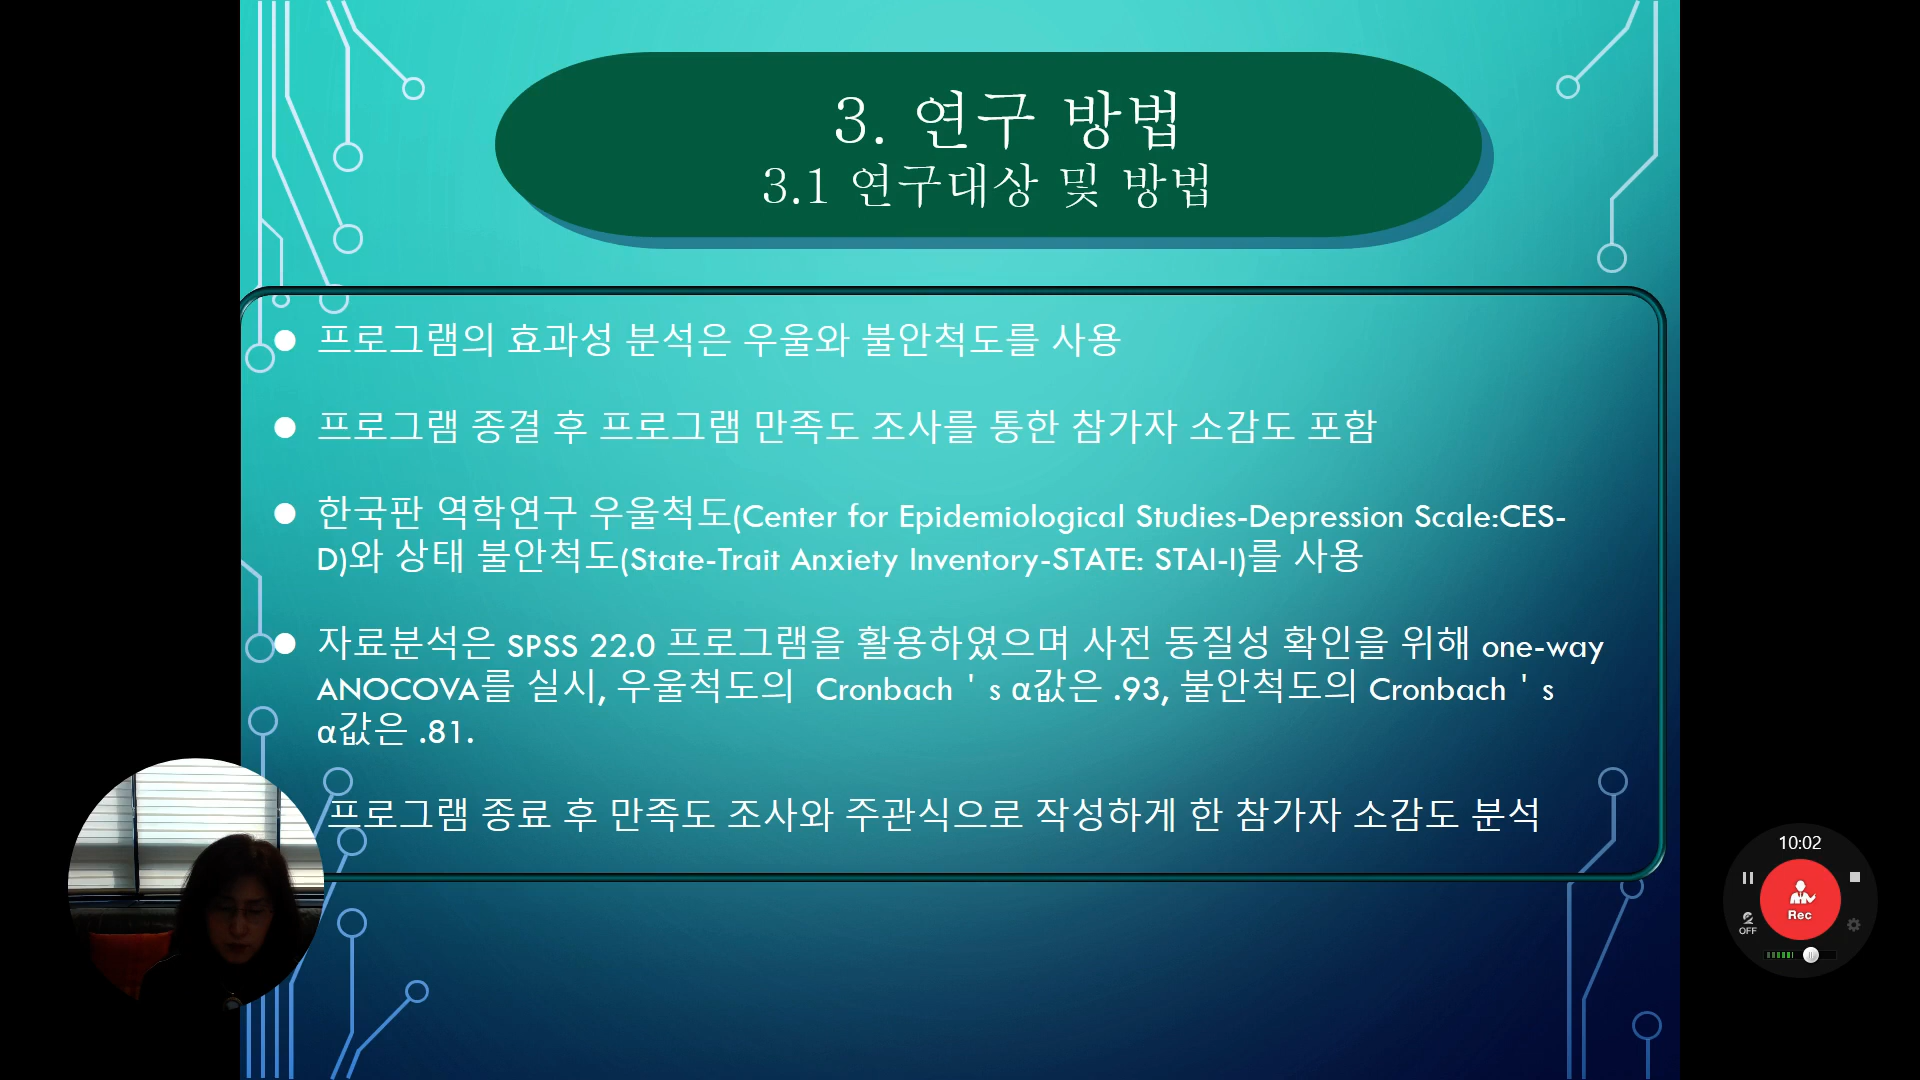 3. 연구 방법
3.1 연구대상 및 방법
프로그램의 효과성 분석은 우울와 불안척도를 사용
프로그램 종결 후 프로그램 만족도 조사를 통한 참가자 소감도 포함
한국판 역학연구 우울척도(Center for Epidemiological Studies-Depression Scale:CES-
D)와 상태 불안척도(State-Trait Anxiety Inventory-STATE: STAI-I)를 사용
자료분석은 SPSS 22.0 프로그램을 활용하였으며 사전 동질성 확인을 위해 one-way
ANOCOVA를 실시, 우울척도의 Cronbach ' s α값은 .93, 불안척도의 Cronbach ' s
α값은 .81.
프로그램 종료 후 만족도 조사와 주관식으로 작성하게 한 참가자 소감도 분석
10:02
Rec
OFF